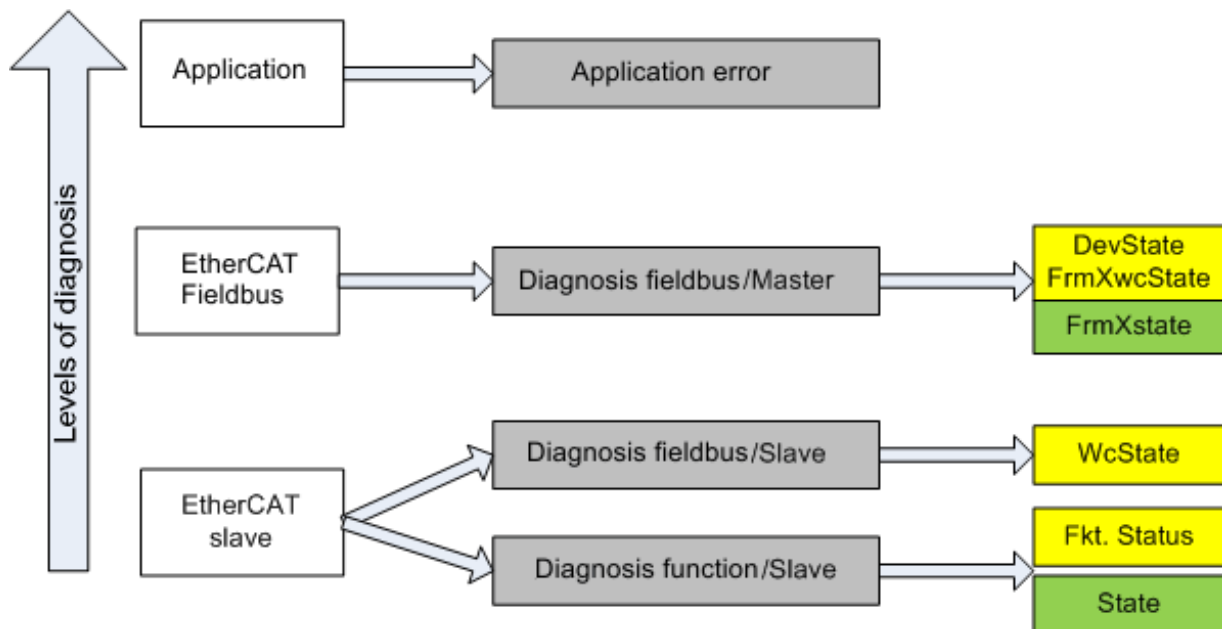 Levels of diagnosis
Application
Application error
EtherCAT
Fieldbus
Diagnosis fieldbus/Master
DevState
FrmXwcState
FrmXstate
EtherCAT
slave
Diagnosis fieldbus/Slave
WcState
Diagnosis function/Slave
Fkt. Status
State